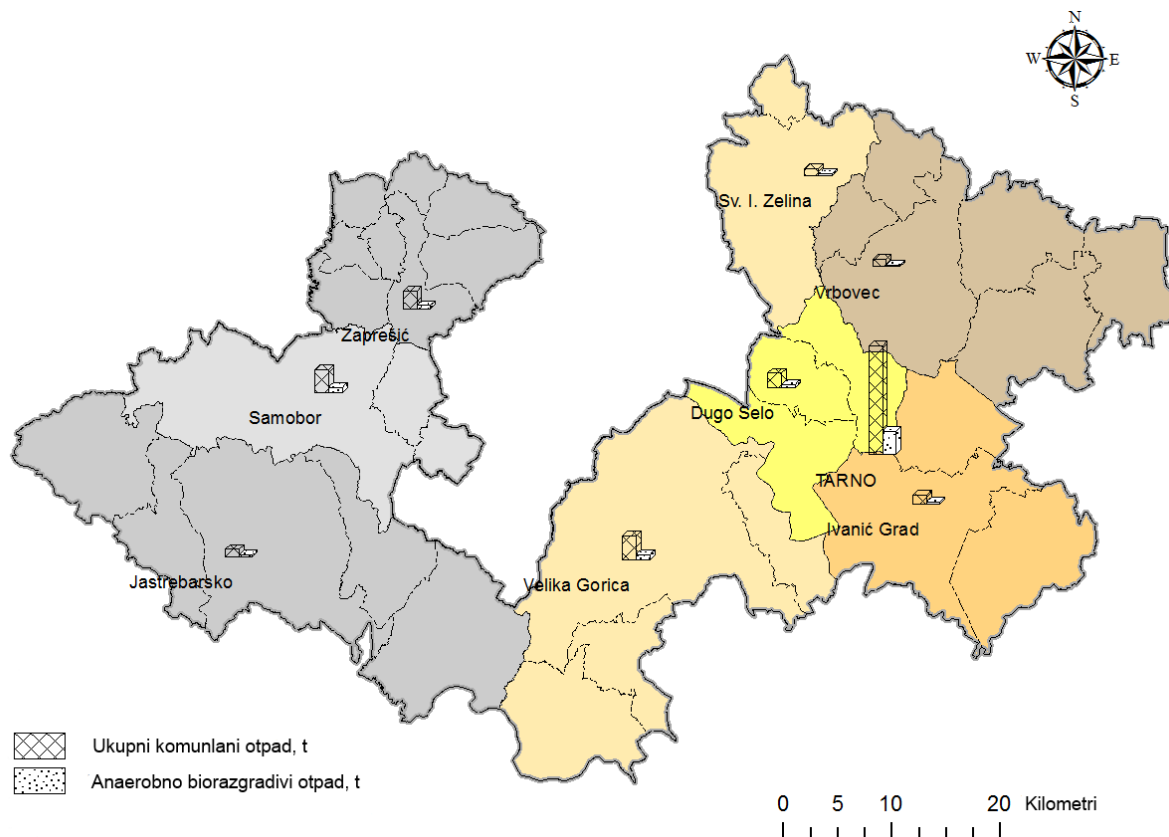 N
W E
S
Sv. I. Zelina
Vrbovec
Zaprešić
Samobor
Dugo Selo
TARNO
Ivanić Grad
Jastrebarsko
Velika Gorica
Ukupni komunlani otpad, t
Anaerobno biorazgradivi otpad, t
0 5 10 20 Kilometri